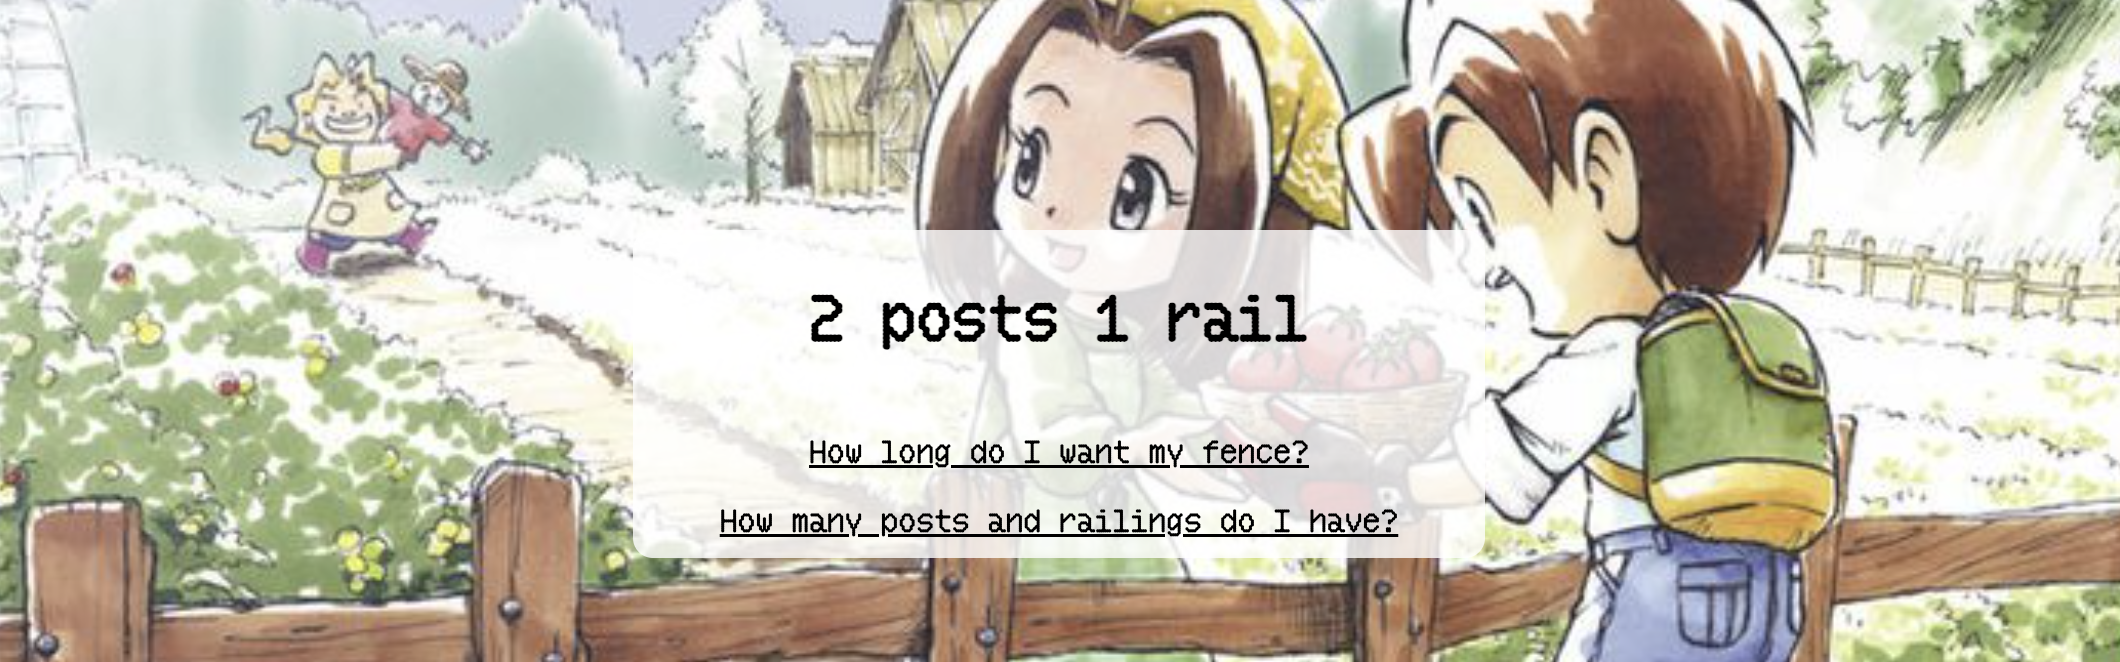 2 posts 1 rail
How long do I want my fence?
How many posts and railings do I have?